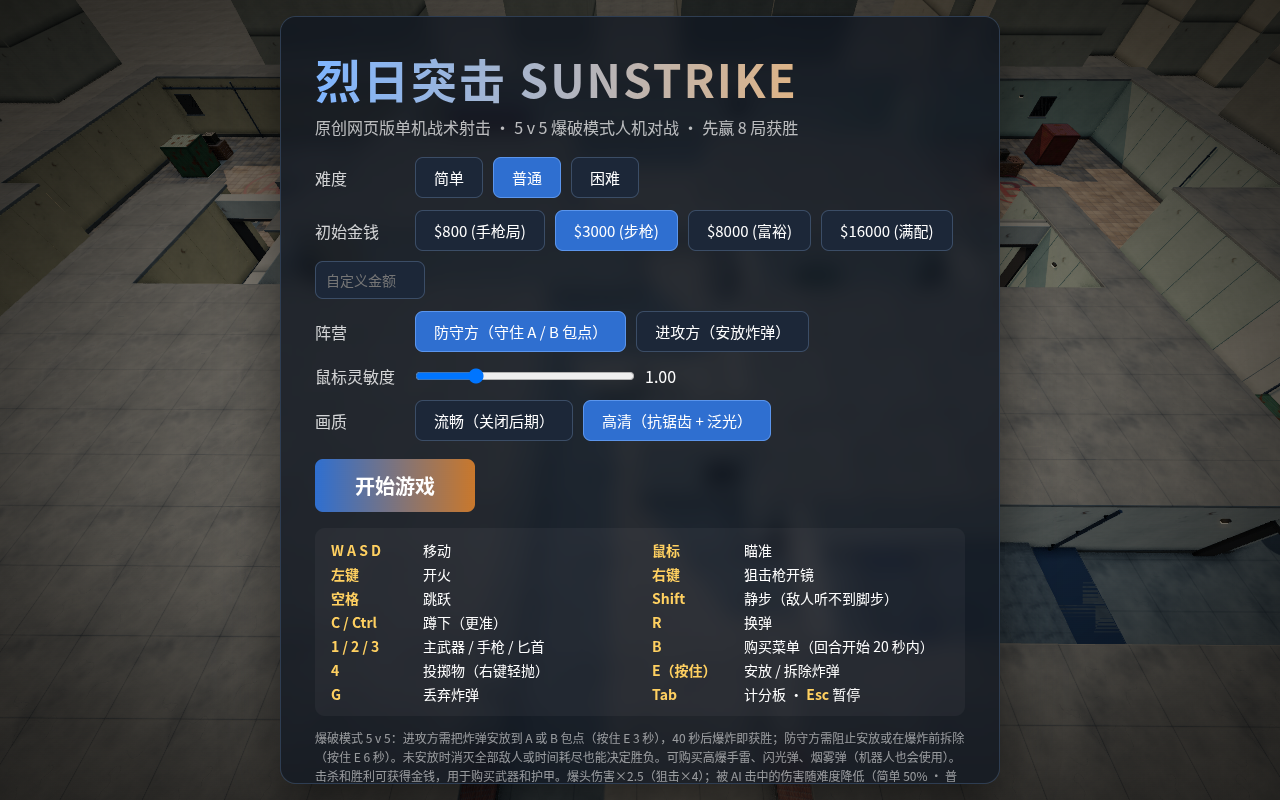 烈日突击 SUNSTRIKE
原创网页版单机战术射击 · 5 v 5 爆破模式人机对战 · 先赢 8 局获胜
难度 简单 普通 困难
初始金钱 $800 (手枪局) $3000 (步枪) $8000 (富裕) $16000 (满配)
自定义金额
阵营 防守方（守住 A / B 包点） 进攻方（安放炸弹）
鼠标灵敏度 1.00
画质 流畅（关闭后期） 高清（抗锯齿 + 泛光）
开始游戏
W A S D 移动 鼠标 瞄准
左键 开火 右键 狙击枪开镜
空格 跳跃 Shift 静步（敌人听不到脚步）
C / Ctrl 蹲下（更准） R 换弹
1 / 2 / 3 主武器 / 手枪 / 匕首 B 购买菜单（回合开始 20 秒内）
4 投掷物（右键轻抛） E（按住） 安放 / 拆除炸弹
G 丢弃炸弹 Tab 计分板 · Esc 暂停
爆破模式 5 v 5：进攻方需把炸弹安放到 A 或 B 包点（按住 E 3 秒），40 秒后爆炸即获胜；防守方需阻止安放或在爆炸前拆除
（按住 E 6 秒）。未安放时消灭全部敌人或时间耗尽也能决定胜负。可购买高爆手雷、闪光弹、烟雾弹（机器人也会使用）。
击杀和胜利可获得金钱，用于购买武器和护甲。爆头伤害×2.5（狙击×4）；被 AI 击中的伤害随难度降低（简单 50% · 普